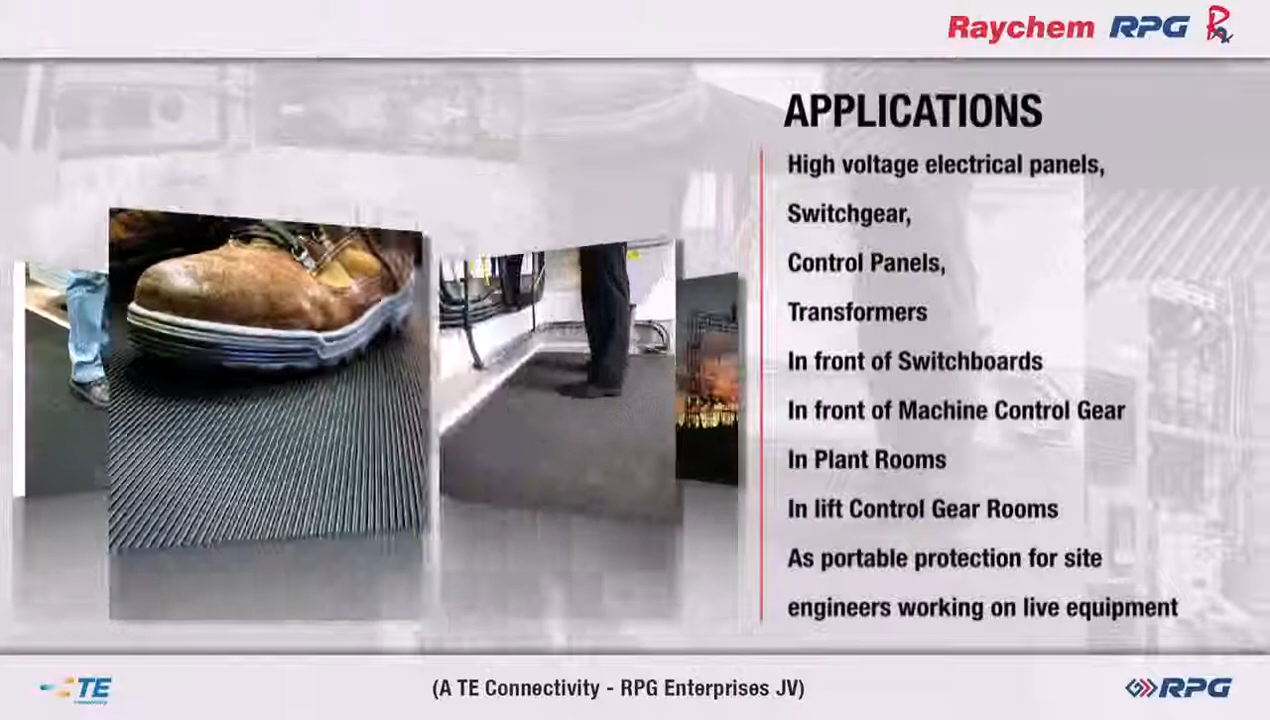 Raychem RPG
APPLICATIONS
High voltage electrical panels,
Switchgear,
Control Panels,
Transformers
In front of Switchboards
In front of Machine Control Gear
In Plant Rooms
In lift Control Gear Rooms
As portable protection for site
engineers working on live equipment
TE
connectivity
(A TE Connectivity - RPG Enterprises JV)
RPG